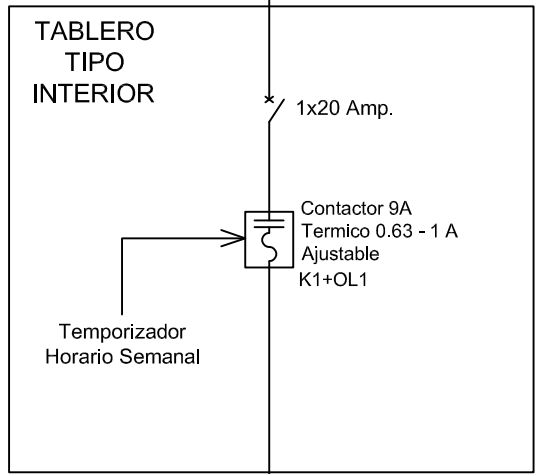 TABLERO
TIPO
INTERIOR
1x20 Amp.
Contactor 9A
Termico 0.63 - 1 A
Ajustable
K1+OL1
Temporizador
Horario Semanal